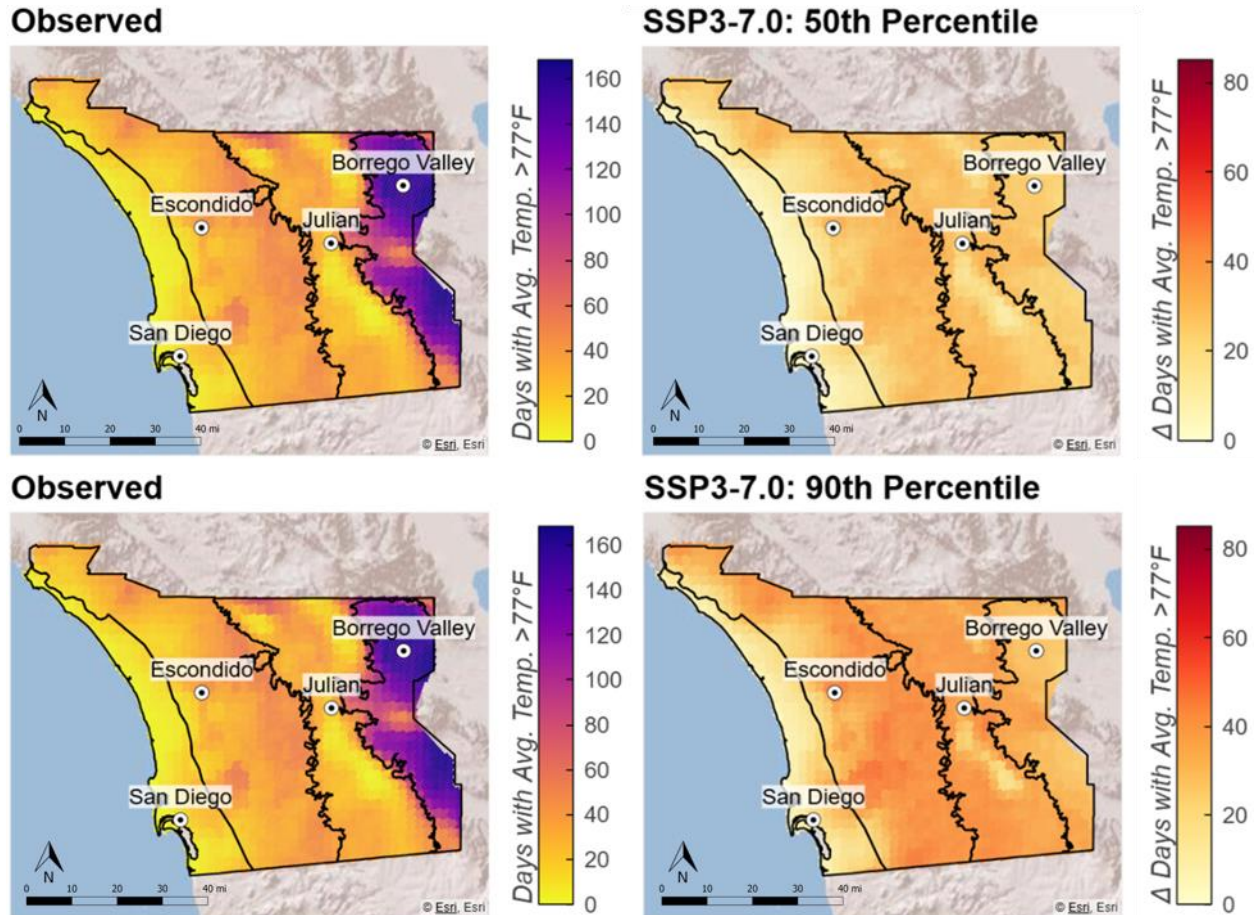 Observed
Borrego Valley
Escondido
Julian
San Diego
N
0 10 20 30 40 mi
© Esri, Esri
Days with Avg. Temp. >77°F
160
140
120
100
80
60
40
20
0
SSP3-7.0: 50th Percentile
Borrego Valley
Escondido
Julian
San Diego
N
0 10 20 30 40 mi
© Esri, Esri
Δ Days with Avg. Temp. >77°F
80
60
40
20
0
Observed
Borrego Valley
Escondido
Julian
San Diego
N
0 10 20 30 40 mi
© Esri, Esri
Days with Avg. Temp. >77°F
160
140
120
100
80
60
40
20
0
SSP3-7.0: 90th Percentile
Borrego Valley
Escondido
Julian
San Diego
N
0 10 20 30 40 mi
© Esri, Esri
Δ Days with Avg. Temp. >77°F
80
60
40
20
0